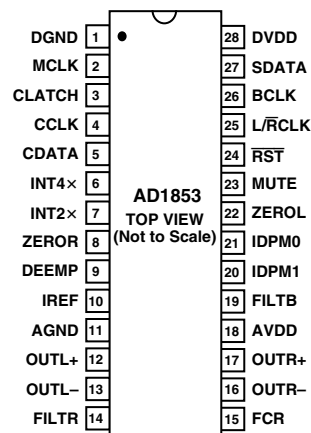 DGND 1
MCLK 2
CLATCH 3
CCLK 4
CDATA 5
INT4× 6
INT2× 7
ZEROR 8
DEEMP 9
IREF 10
AGND 11
OUTL+ 12
OUTL– 13
FILTR 14
AD1853
TOP VIEW
(Not to Scale)
28 DVDD
27 SDATA
26 BCLK
25 L/R̅CLK
24 R̅S̅T̅
23 MUTE
22 ZEROL
21 IDPM0
20 IDPM1
19 FILTB
18 AVDD
17 OUTR+
16 OUTR–
15 FCR